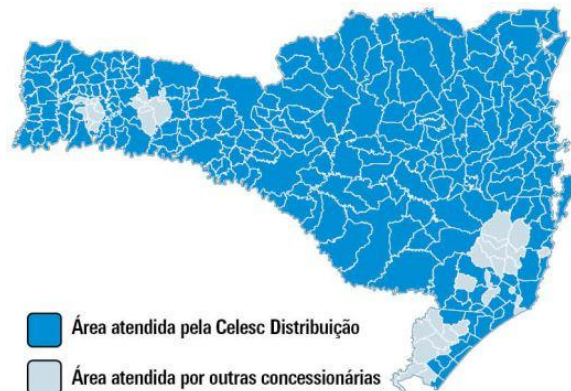 Área atendida pela Celesc Distribuição
Área atendida por outras concessionárias